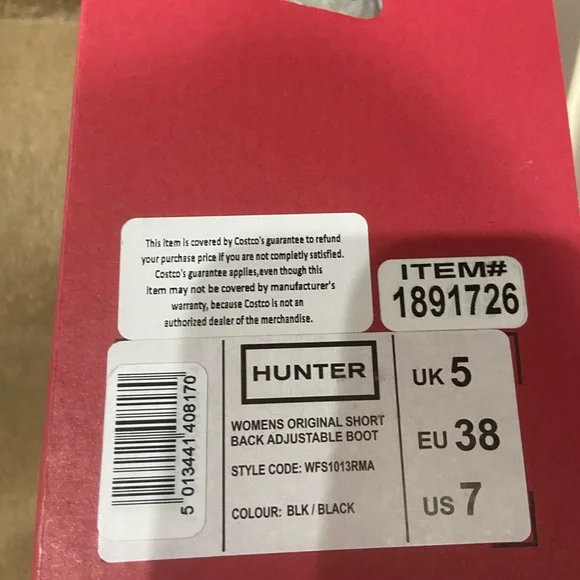 This item is covered by Costco's guarantee to refund
your purchase price if you are not completly satisfied.
Costco's guarantee applies,even though this
item may not be covered by manufacturer's
warranty, because Costco is not an
authorized dealer of the merchandise.
ITEM#
1891726
HUNTER
WOMENS ORIGINAL SHORT
BACK ADJUSTABLE BOOT
STYLE CODE: WFS1013RMA
COLOUR: BLK / BLACK
5 013441 408170
UK 5
EU 38
US 7